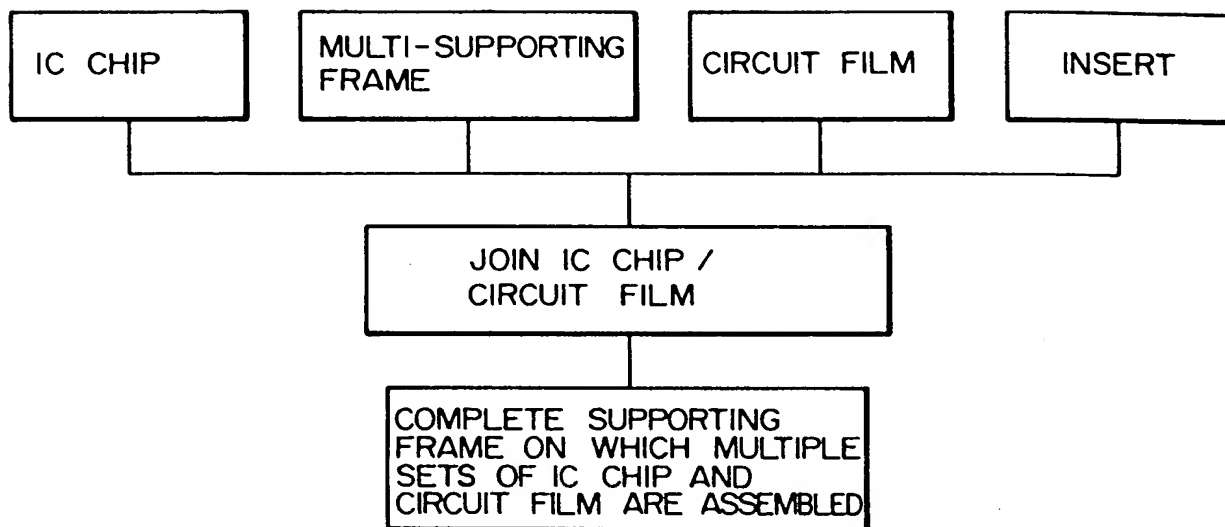 IC CHIP
MULTI-SUPPORTING
FRAME
CIRCUIT FILM
INSERT
JOIN IC CHIP /
CIRCUIT FILM
COMPLETE SUPPORTING
FRAME ON WHICH MULTIPLE
SETS OF IC CHIP AND
CIRCUIT FILM ARE ASSEMBLED